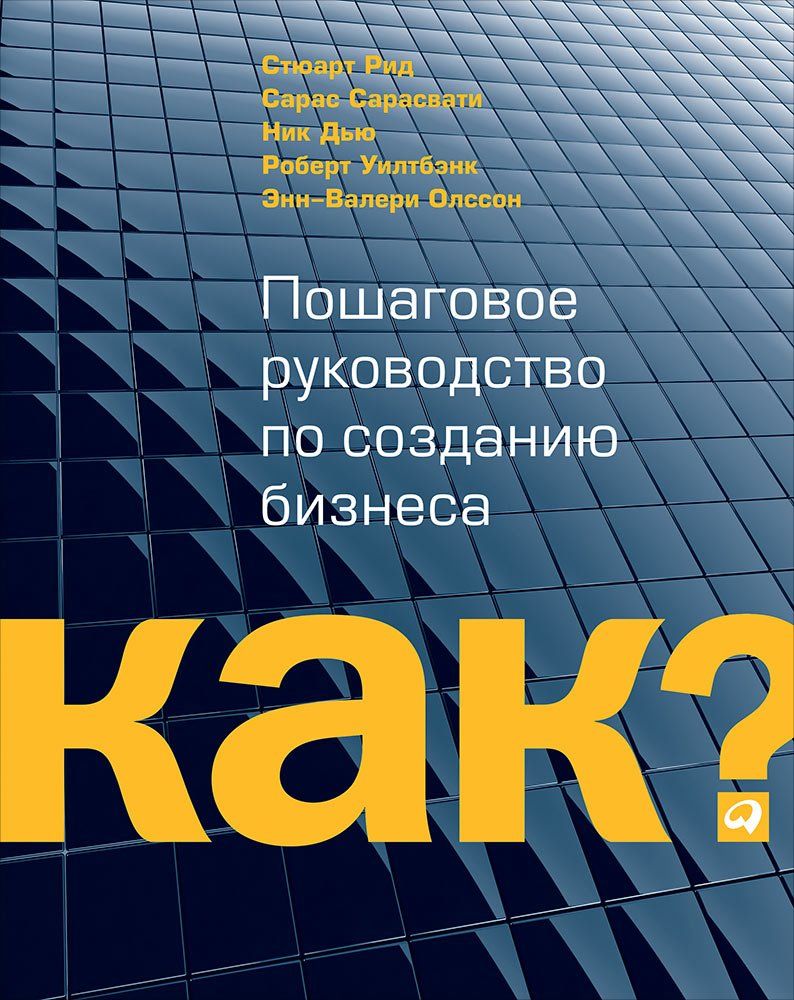 Стюарт Рид
Сарас Сарасвати
Ник Дью
Роберт Уилтбэнк
Энн-Валери Олссон
Пошаговое
руководство
по созданию
бизнеса
как?